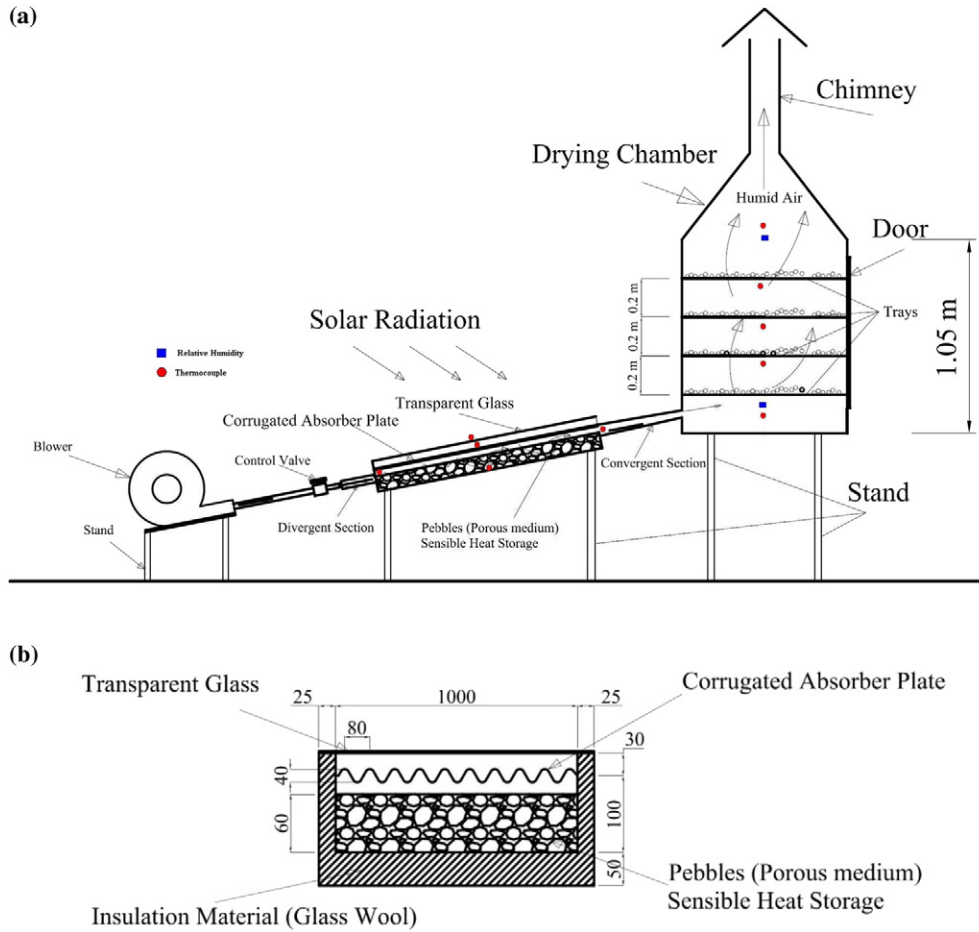 (a)
Chimney
Drying Chamber
Humid Air
Door
0.2 m
0.2 m
0.2 m
Trays
1.05 m
Solar Radiation
Relative Humidity
Thermocouple
Transparent Glass
Corrugated Absorber Plate
Blower
Control Valve
Convergent Section
Stand
Divergent Section
Pebbles (Porous medium)
Sensible Heat Storage
Stand
(b)
Transparent Glass
Corrugated Absorber Plate
25
1000
25
80
30
40
60
100
50
Pebbles (Porous medium)
Sensible Heat Storage
Insulation Material (Glass Wool)